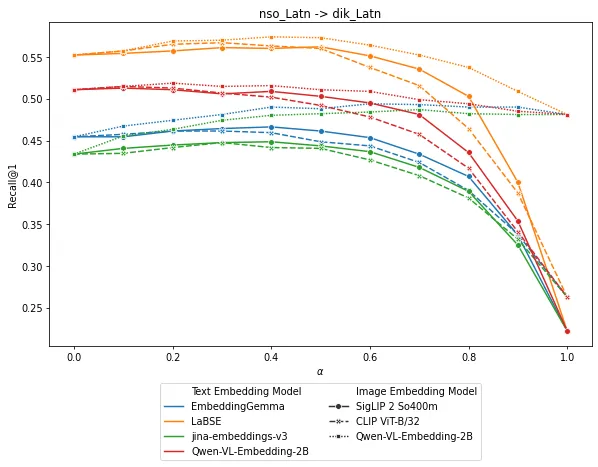 nso_Latn -> dik_Latn
Recall@1
0.55
0.50
0.45
0.40
0.35
0.30
0.25
0.0 0.2 0.4 0.6 0.8 1.0
α
Text Embedding Model Image Embedding Model
EmbeddingGemma SigLIP 2 So400m
LaBSE CLIP ViT-B/32
jina-embeddings-v3 Qwen-VL-Embedding-2B
Qwen-VL-Embedding-2B